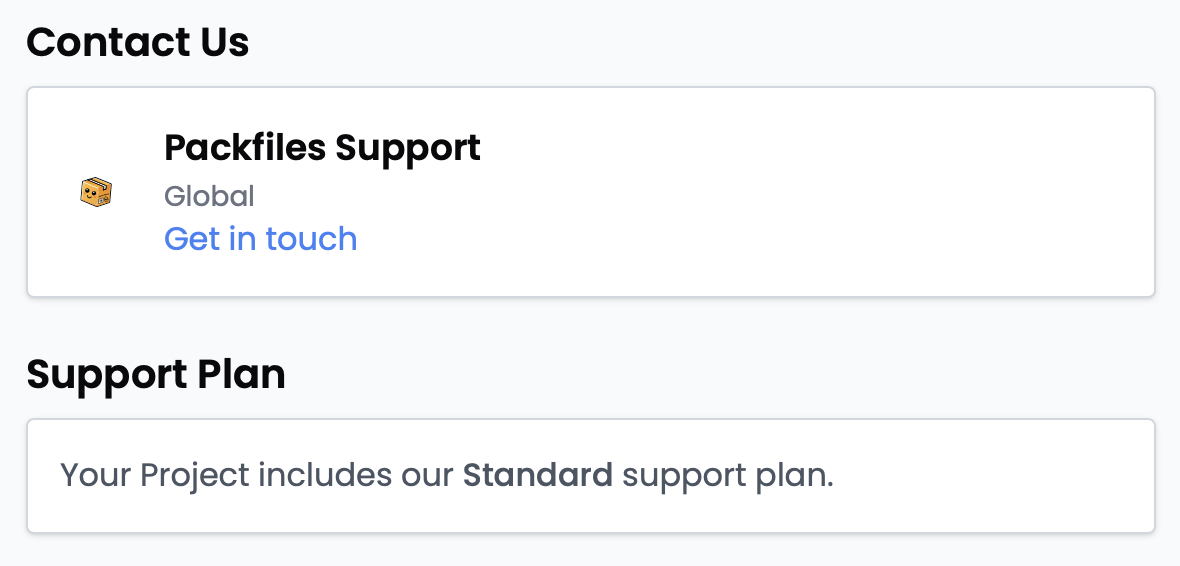 Contact Us
Packfiles Support
Global
Get in touch
Support Plan
Your Project includes our Standard support plan.